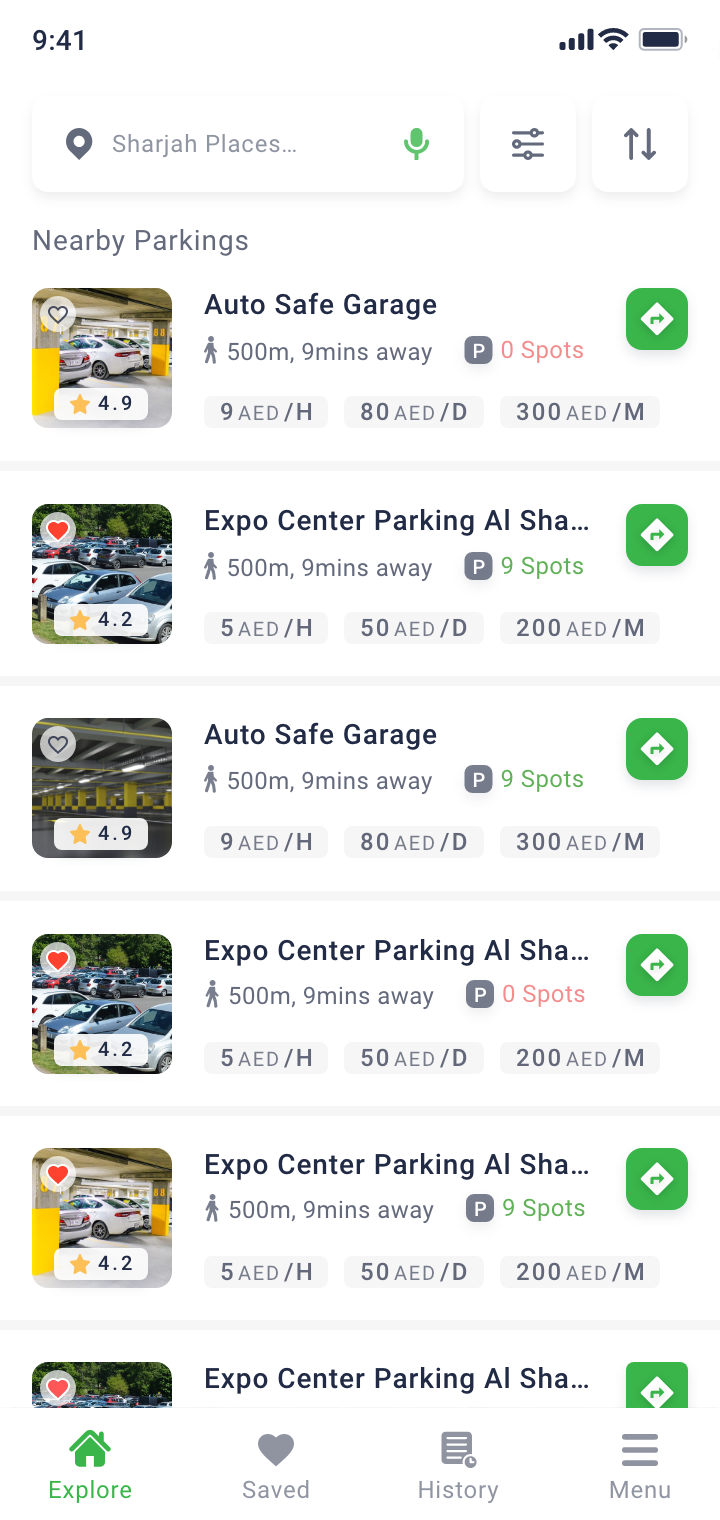 9:41
Sharjah Places...
Nearby Parkings
Auto Safe Garage
500m, 9mins away P 0 Spots
4.9
9 AED /H 80 AED /D 300 AED /M
Expo Center Parking Al Sha...
500m, 9mins away P 9 Spots
4.2
5 AED /H 50 AED /D 200 AED /M
Auto Safe Garage
500m, 9mins away P 9 Spots
4.9
9 AED /H 80 AED /D 300 AED /M
Expo Center Parking Al Sha...
500m, 9mins away P 0 Spots
4.2
5 AED /H 50 AED /D 200 AED /M
Expo Center Parking Al Sha...
500m, 9mins away P 9 Spots
4.2
5 AED /H 50 AED /D 200 AED /M
Expo Center Parking Al Sha...
Explore Saved History Menu